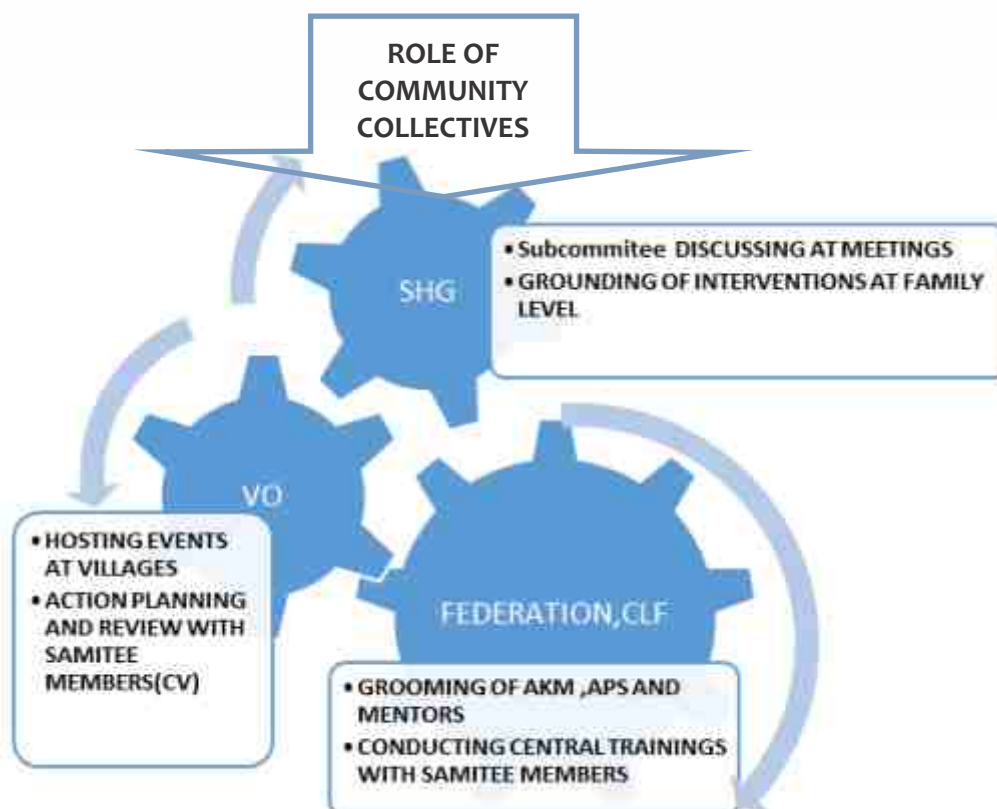 ROLE OF
COMMUNITY
COLLECTIVES
SHG
• Subcommitee DISCUSSING AT MEETINGS
• GROUNDING OF INTERVENTIONS AT FAMILY
LEVEL
VO
• HOSTING EVENTS
AT VILLAGES
• ACTION PLANNING
AND REVIEW WITH
SAMITEE
MEMBERS(CV)
FEDERATION,CLF
• GROOMING OF AKM ,APS AND
MENTORS
• CONDUCTING CENTRAL TRAININGS
WITH SAMITEE MEMBERS